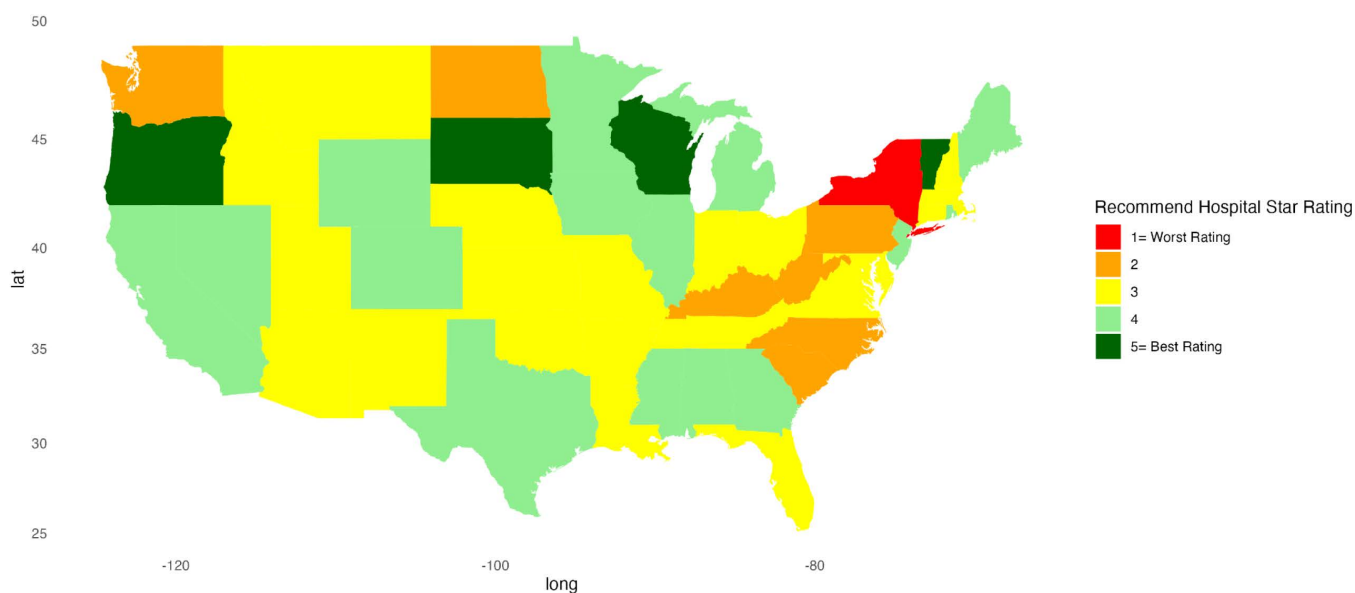 50
45
40
35
30
25
lat
-120
-100
-80
long
Recommend Hospital Star Rating
1= Worst Rating
2
3
4
5= Best Rating